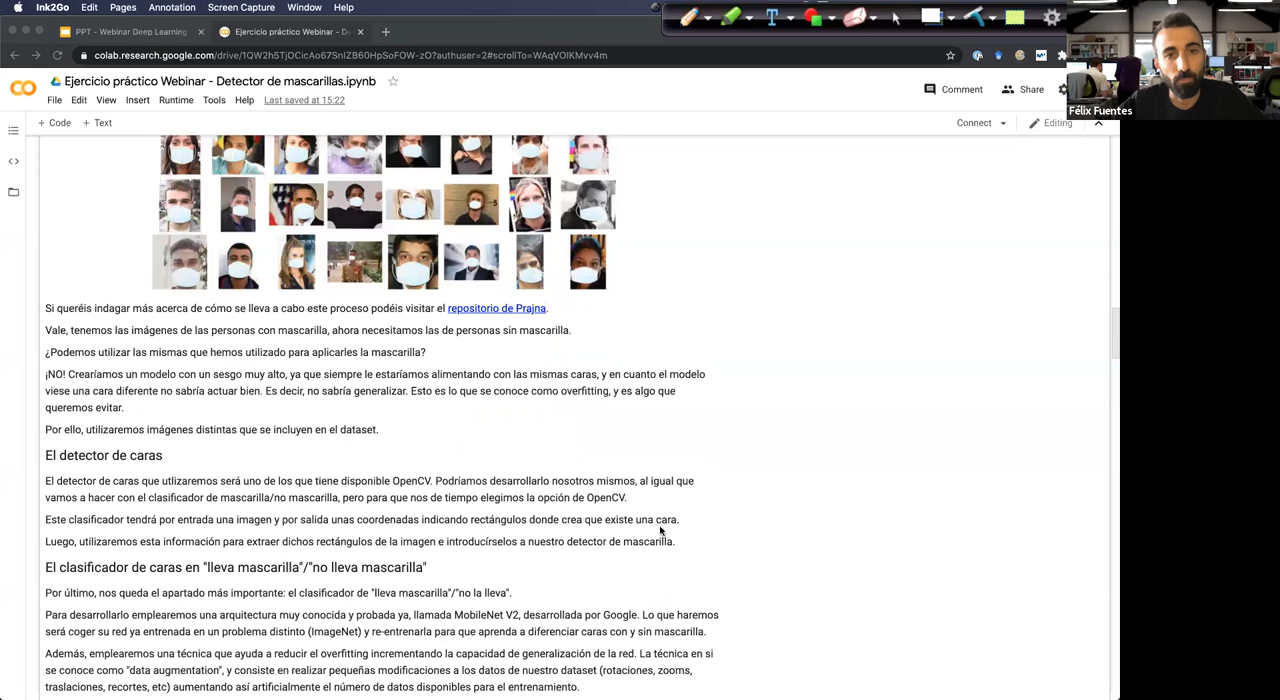 Ink2Go Edit Pages Annotation Screen Capture Window Help
PPT - Webinar Deep Learning
Ejercicio práctico Webinar - De
colab.research.google.com/drive/1QW2h5TjOCicAo67SnIZB60HpSoFOW-zO?authuser=2#scrollTo=WAqVOlKMvv4m
Félix Fuentes
Ejercicio práctico Webinar - Detector de mascarillas.ipynb
Comment Share
File Edit View Insert Runtime Tools Help Last saved at 15:22
+ Code + Text Connect Editing
Si queréis indagar más acerca de cómo se lleva a cabo este proceso podéis visitar el repositorio de Prajna.
Vale, tenemos las imágenes de las personas con mascarilla, ahora necesitamos las de personas sin mascarilla.
¿Podemos utilizar las mismas que hemos utilizado para aplicarles la mascarilla?
¡NO! Crearíamos un modelo con un sesgo muy alto, ya que siempre le estaríamos alimentando con las mismas caras, y en cuanto el modelo
viese una cara diferente no sabría actuar bien. Es decir, no sabría generalizar. Esto es lo que se conoce como overfitting, y es algo que
queremos evitar.
Por ello, utilizaremos imágenes distintas que se incluyen en el dataset.
El detector de caras
El detector de caras que utlizaremos será uno de los que tiene disponible OpenCV. Podríamos desarrollarlo nosotros mismos, al igual que
vamos a hacer con el clasificador de mascarilla/no mascarilla, pero para que nos de tiempo elegimos la opción de OpenCV.
Este clasificador tendrá por entrada una imagen y por salida unas coordenadas indicando rectángulos donde crea que existe una cara.
Luego, utilizaremos esta información para extraer dichos rectángulos de la imagen e introducírselos a nuestro detector de mascarilla.
El clasificador de caras en "lleva mascarilla"/"no lleva mascarilla"
Por último, nos queda el apartado más importante: el clasificador de "lleva mascarilla"/"no la lleva".
Para desarrollarlo emplearemos una arquitectura muy conocida y probada ya, llamada MobileNet V2, desarrollada por Google. Lo que haremos
será coger su red ya entrenada en un problema distinto (ImageNet) y re-entrenarla para que aprenda a diferenciar caras con y sin mascarilla.
Además, emplearemos una técnica que ayuda a reducir el overfitting incrementando la capacidad de generalización de la red. La técnica en si
se conoce como "data augmentation", y consiste en realizar pequeñas modificaciones a los datos de nuestro dataset (rotaciones, zooms,
traslaciones, recortes, etc) aumentando así artificialmente el número de datos disponibles para el entrenamiento.